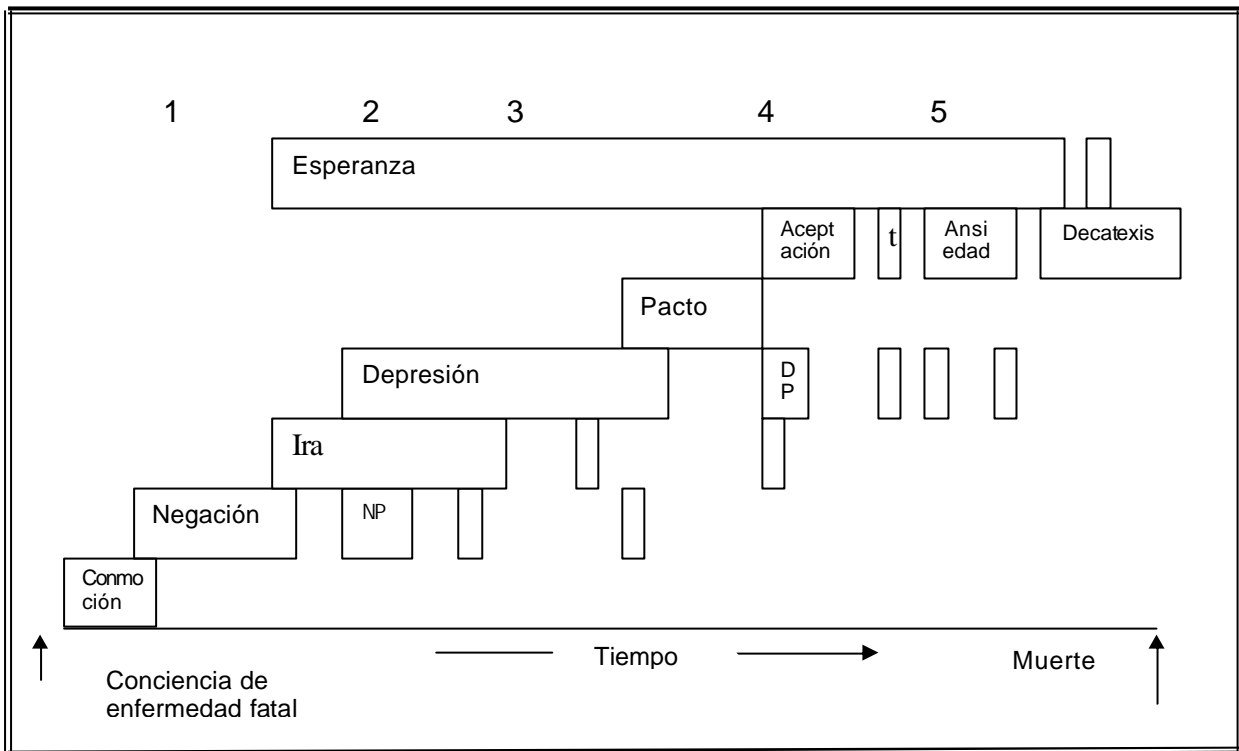 1 2 3 4 5
Esperanza
Acept
ación
t
Ansi
edad
Decatexis
Pacto
Depresión
D
P
Ira
Negación
NP
Conmo
ción
Tiempo
Muerte
Conciencia de
enfermedad fatal